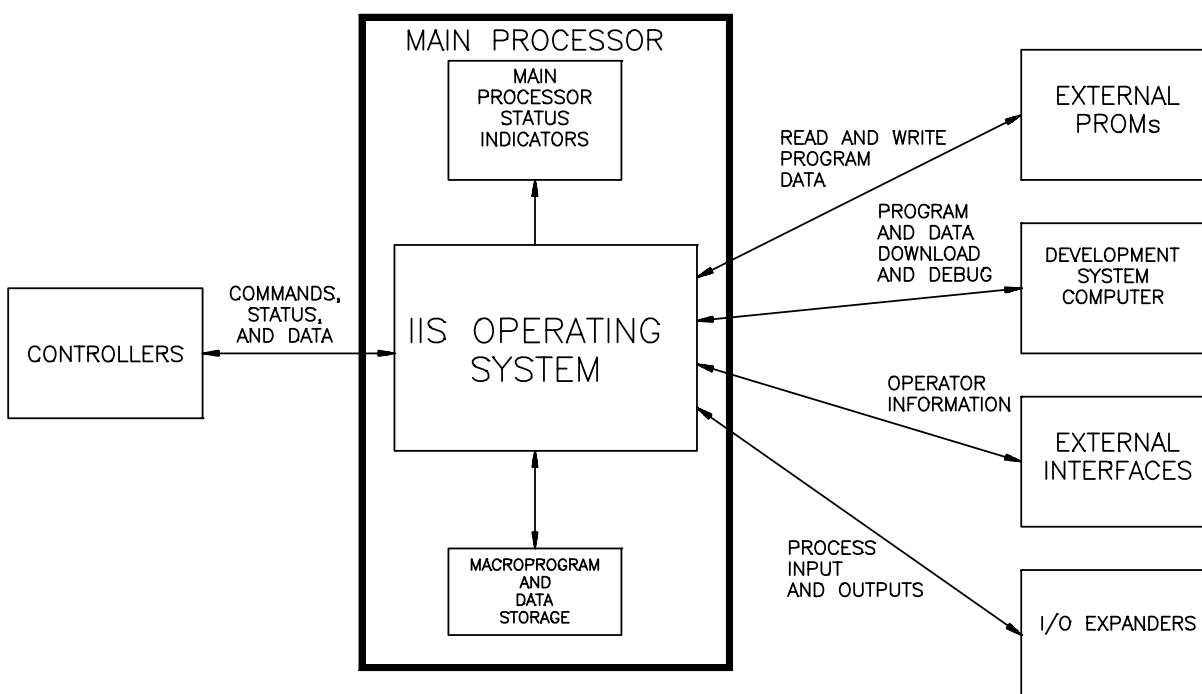 MAIN PROCESSOR
MAIN
PROCESSOR
STATUS
INDICATORS
EXTERNAL
PROMs
READ AND WRITE
PROGRAM
DATA
PROGRAM
AND DATA
DOWNLOAD
AND DEBUG
DEVELOPMENT
SYSTEM
COMPUTER
COMMANDS,
STATUS,
AND DATA
CONTROLLERS
IIS OPERATING
SYSTEM
OPERATOR
INFORMATION
EXTERNAL
INTERFACES
MACROPROGRAM
AND
DATA
STORAGE
PROCESS
INPUT
AND OUTPUTS
I/O EXPANDERS